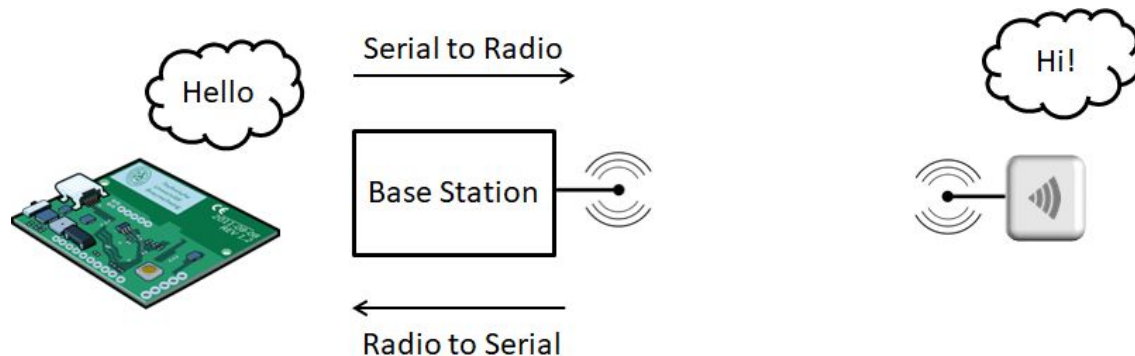 Serial to Radio
Hello
Hi!
Base Station
Radio to Serial